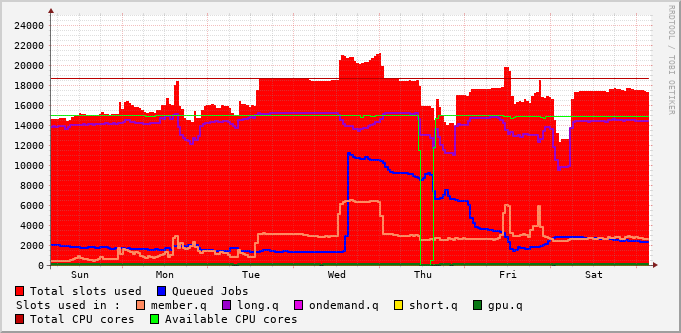 RRDTOOL / TOBI OETIKER
24000
22000
20000
18000
16000
14000
12000
10000
8000
6000
4000
2000
0
Sun Mon Tue Wed Thu Fri Sat
Total slots used Queued Jobs
Slots used in : member.q long.q ondemand.q short.q gpu.q
Total CPU cores Available CPU cores